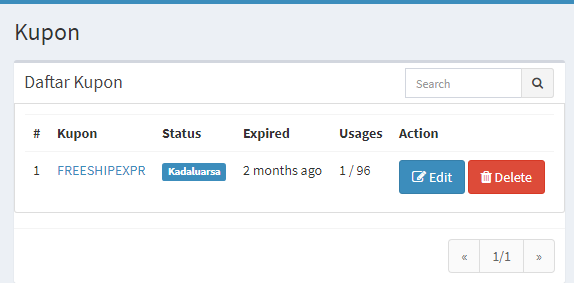 Kupon
Daftar Kupon Search
# Kupon Status Expired Usages Action
1 FREESHIPEXPR Kadaluarsa 2 months ago 1 / 96 Edit Delete
« 1/1 »